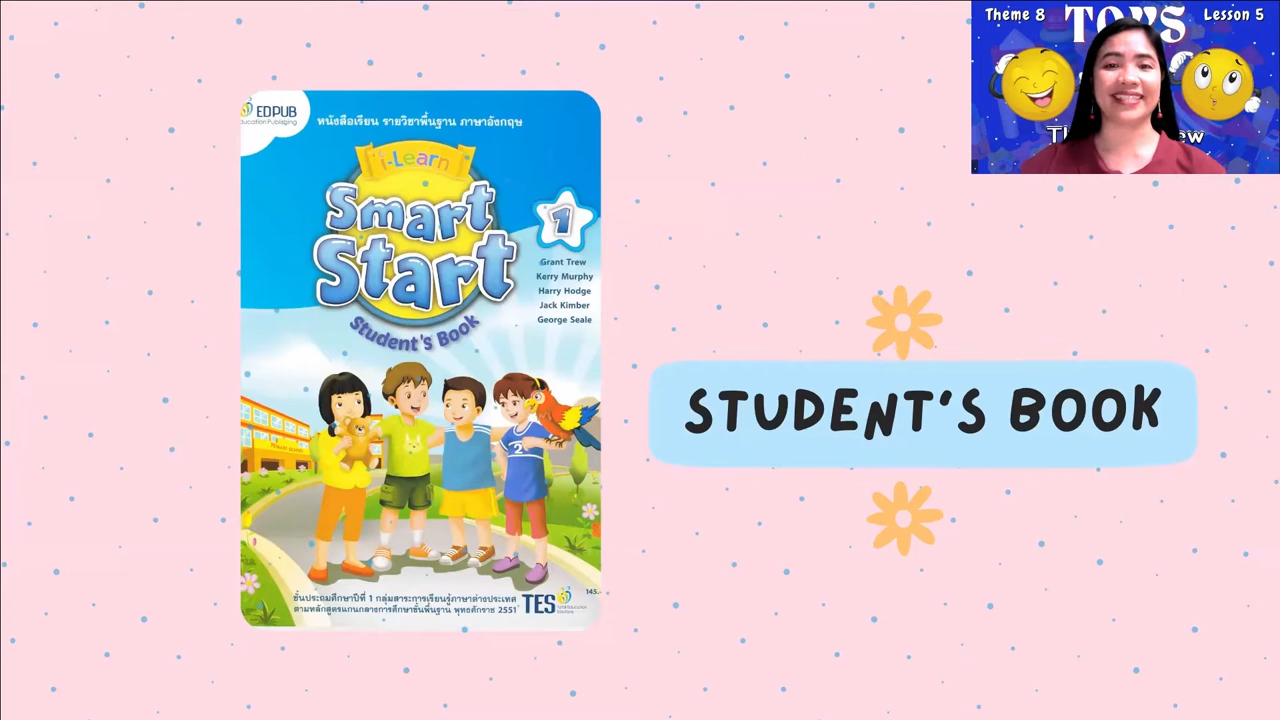 Theme 8
TOYS
Lesson 5
EDPUB
Education Publishing
หนังสือเรียน รายวิชาพื้นฐาน ภาษาอังกฤษ
i-Learn
Smart
Start
1
Grant Trew
Kerry Murphy
Harry Hodge
Jack Kimber
George Seale
Student's Book
STUDENT'S BOOK
PRIMARY SCHOOL
2
145.-
ชั้นประถมศึกษาปีที่ 1 กลุ่มสาระการเรียนรู้ภาษาต่างประเทศ
ตามหลักสูตรแกนกลางการศึกษาขั้นพื้นฐาน พุทธศักราช 2551
TES
Total Education
Solutions